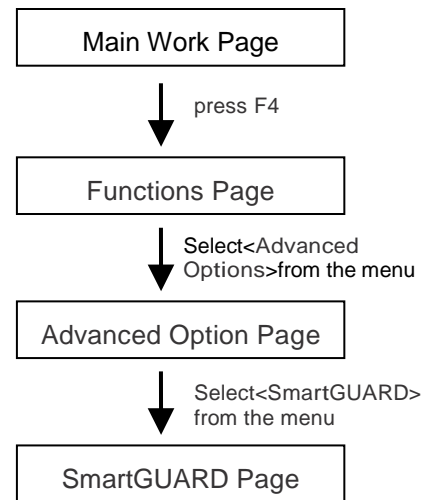 Main Work Page
press F4
Functions Page
Select<Advanced
Options>from the menu
Advanced Option Page
Select<SmartGUARD>
from the menu
SmartGUARD Page